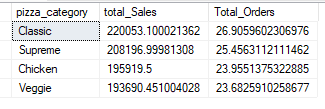 pizza_category total_Sales Total_Orders
Classic 220053.100021362 26.9059602306976
Supreme 208196.99981308 25.4563112111462
Chicken 195919.5 23.9551375322885
Veggie 193690.451004028 23.6825910258677